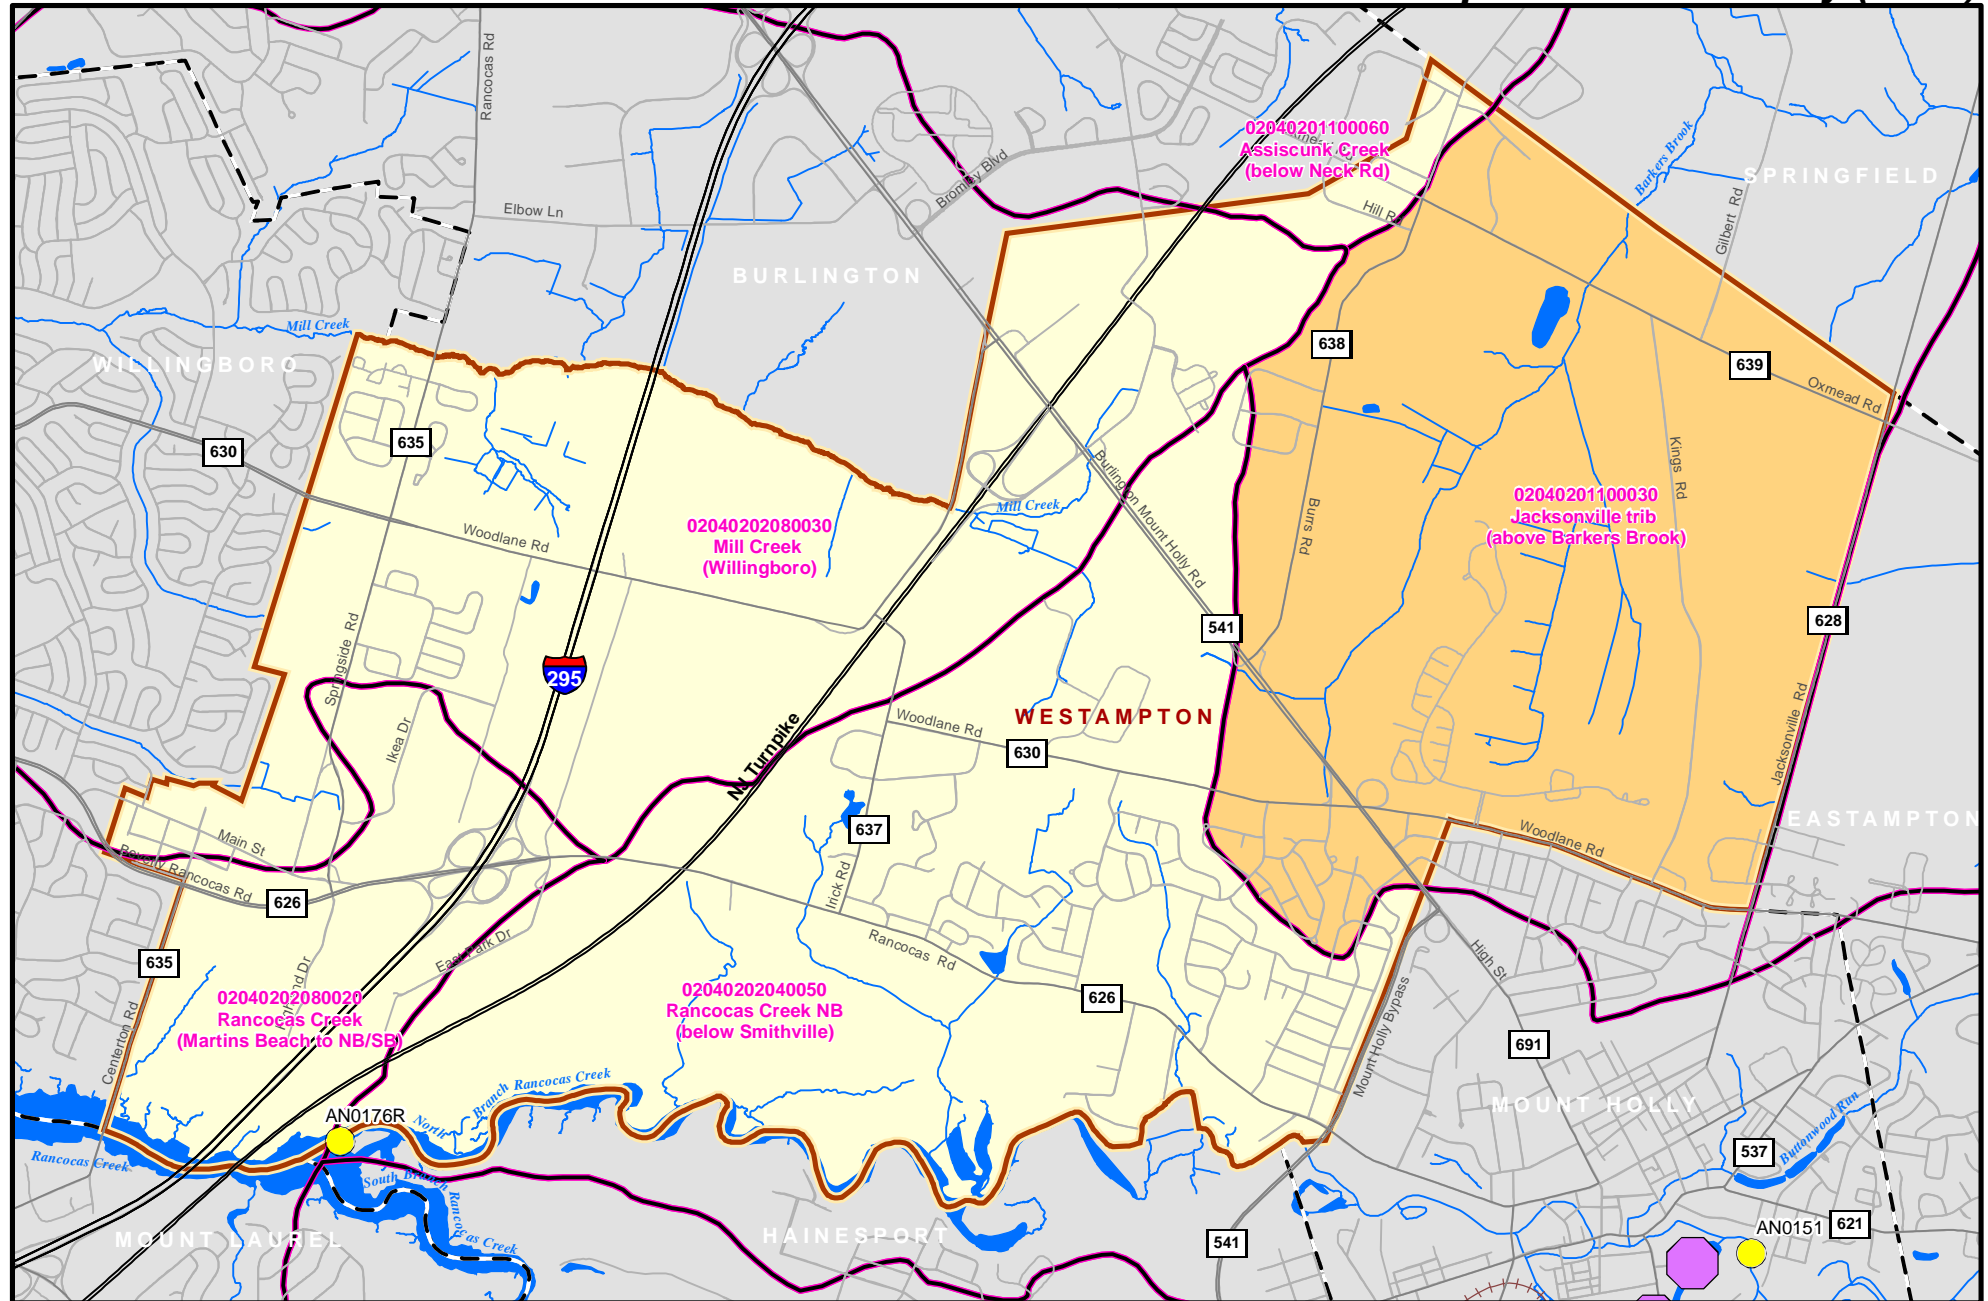 Rancocas Rd
02040201100060
Assiscunk Creek
(below Neck Rd)
Bromley Blvd
Barkers Brook
SPRINGFIELD
Elbow Ln
Hill Rd
Gilbert Rd
BURLINGTON
Mill Creek
WILLINGBORO
638
639
Oxmead Rd
630
635
Kings Rd
Woodlane Rd
02040202080030
Mill Creek
(Willingboro)
Mill Creek
Burlington Mount Holly Rd
Burrs Rd
02040201100030
Jacksonville trib
(above Barkers Brook)
541
628
Springside Rd
295
Ikea Dr
NJ Turnpike
Woodlane Rd
WESTAMPTON
630
Jacksonville Rd
637
EASTAMPTON
Main St
Beverly Rancocas Rd
626
Irick Rd
Woodlane Rd
635
East Park Dr
Rancocas Rd
High St
Centerton Rd
02040202080020
Rancocas Creek
(Martins Beach to NB/SB)
02040202040050
Rancocas Creek NB
(below Smithville)
626
Mount Holly Bypass
691
AN0176R
North
Branch Rancocas Creek
MOUNT HOLLY
Buttonwood Run
537
Rancocas Creek
South Branch Rancocas Creek
MOUNT LAUREL
HAINESPORT
541
AN0151
621